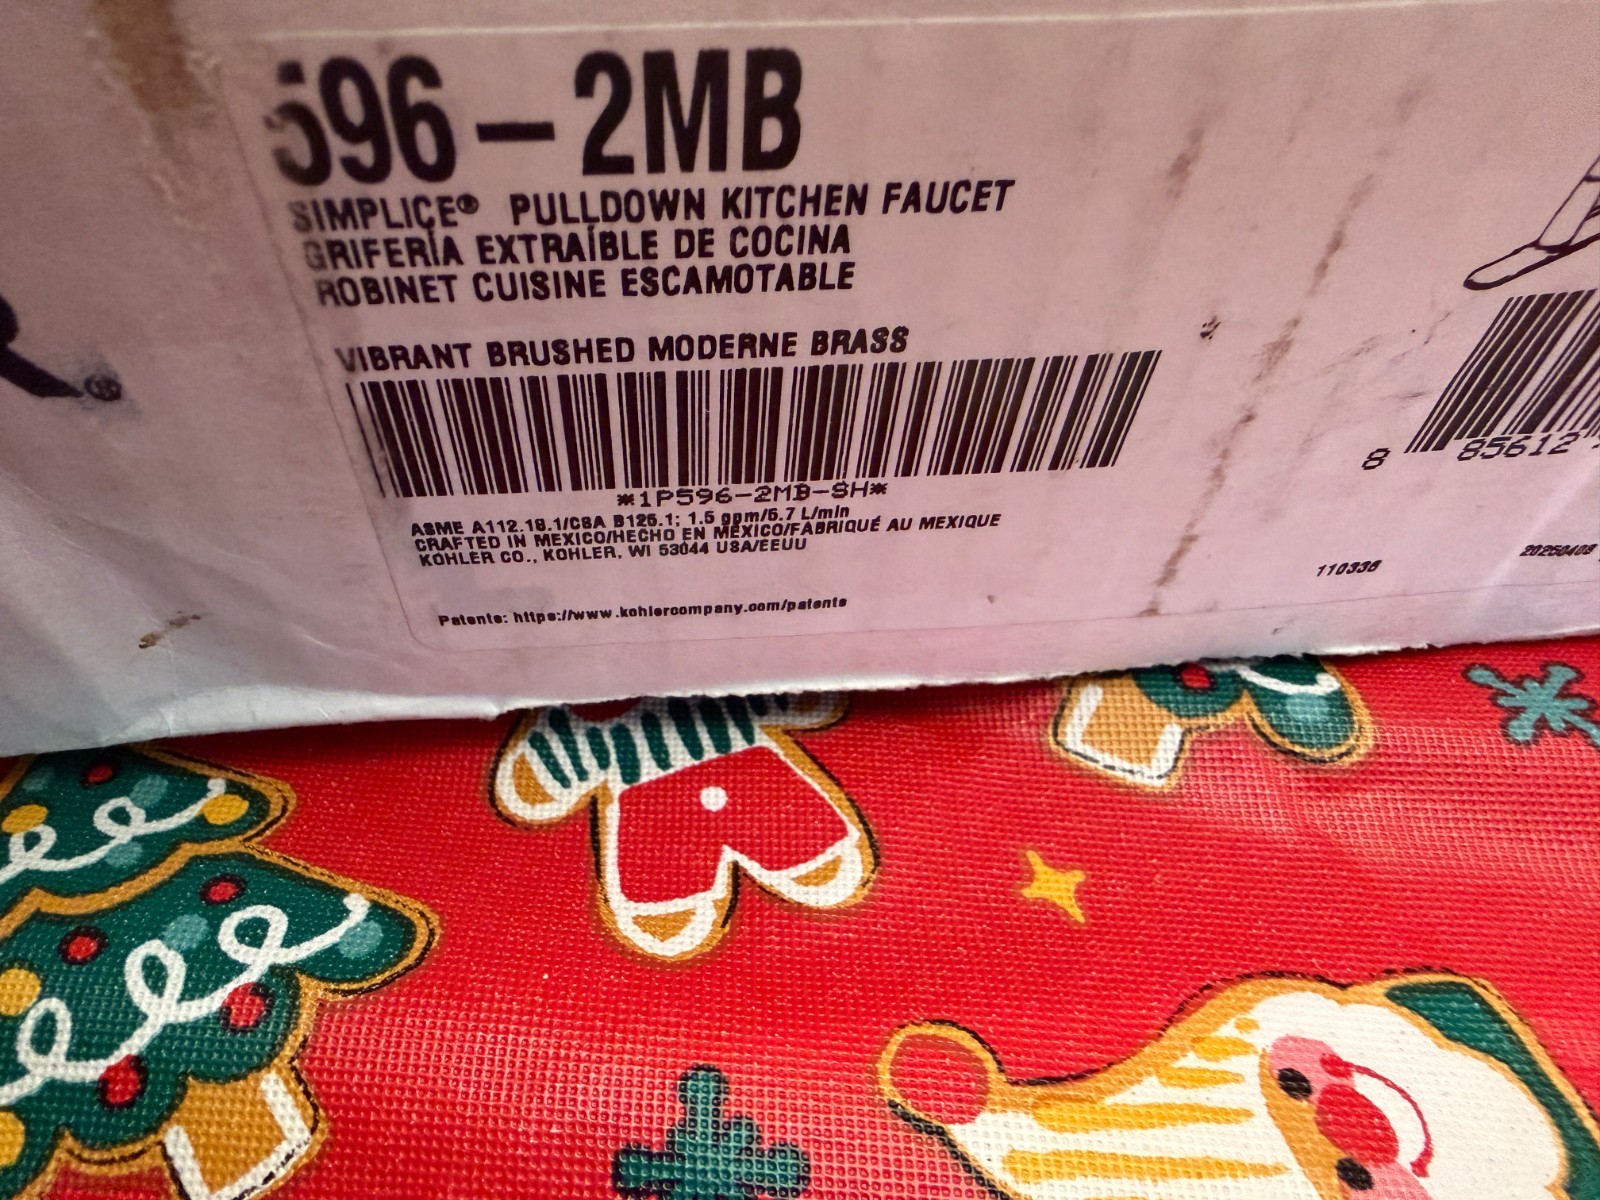 596-2MB
SIMPLICE® PULLDOWN KITCHEN FAUCET
GRIFERÍA EXTRAÍBLE DE COCINA
ROBINET CUISINE ESCAMOTABLE
VIBRANT BRUSHED MODERNE BRASS
*1P596-2MB-SH*
ASME A112.18.1/CSA B125.1; 1.5 gpm/5.7 L/min
CRAFTED IN MEXICO/HECHO EN MÉXICO/FABRIQUÉ AU MEXIQUE
KOHLER CO., KOHLER, WI 53044 USA/EEUU
Patents: https://www.kohlercompany.com/patents
8 85612
110336
20250408
R®